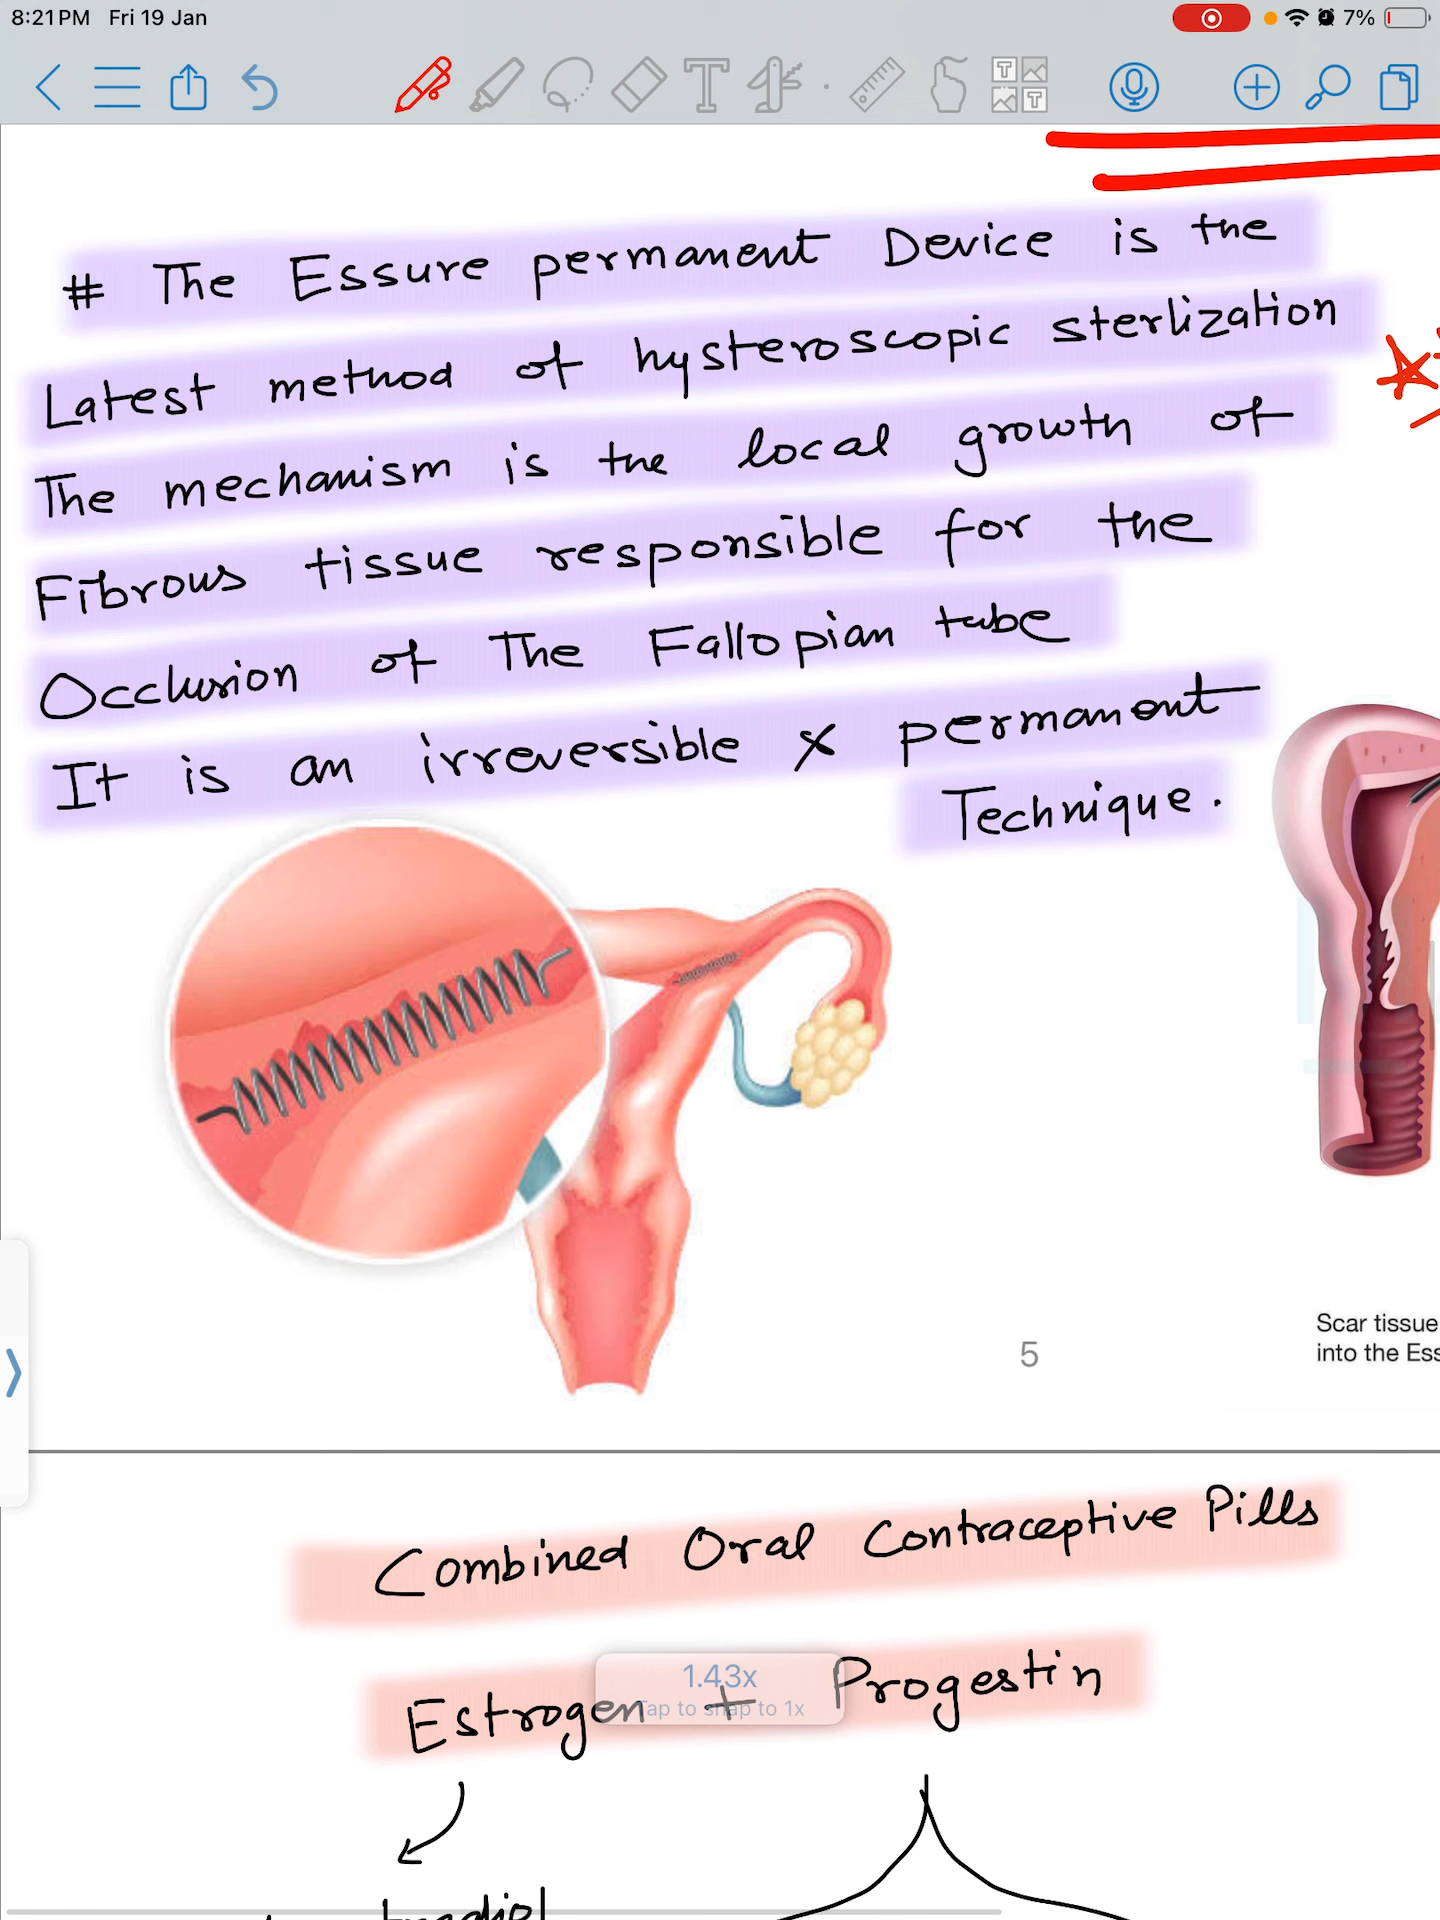 8:21 PM Fri 19 Jan
7%
# The Essure permanent Device is the
Latest method of hysteroscopic sterlization
The mechanism is the local growth of
Fibrous tissue responsible for the
Occlusion of The Fallopian tube
It is an irreversible & permanent
Technique.
Scar tissue
into the Ess
5
Combined Oral Contraceptive Pills
Estrogen + Progestin
1.43x
Tap to snap to 1x